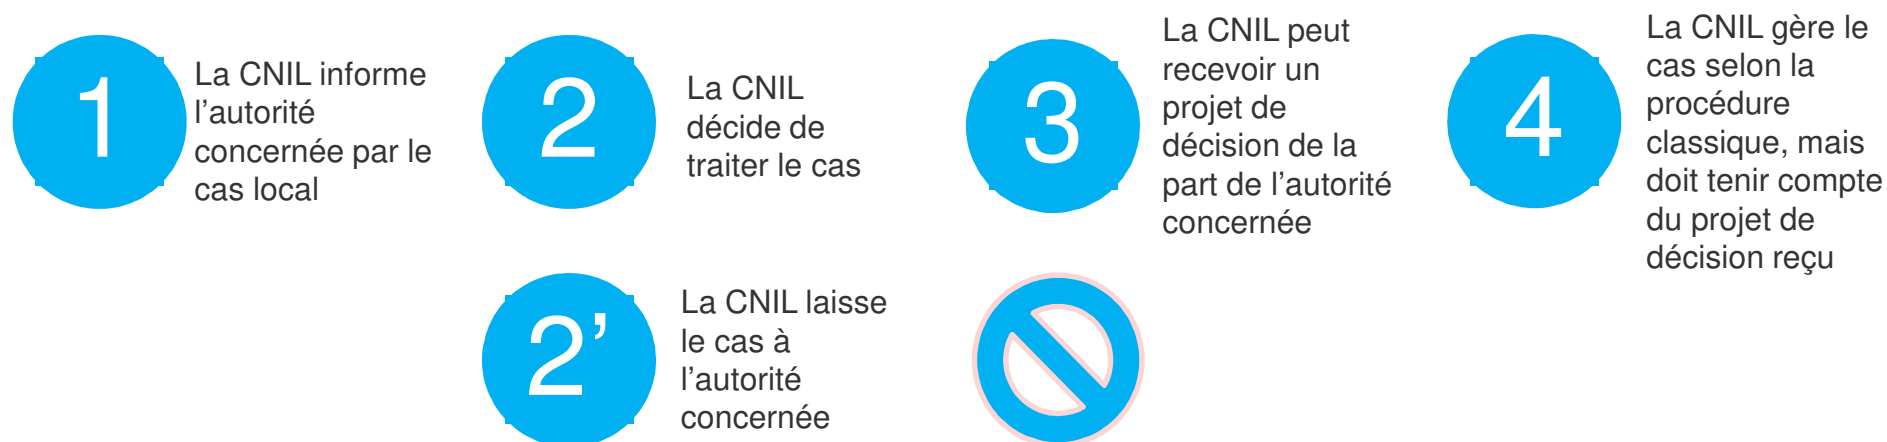 1
La CNIL informe
l’autorité
concernée par le
cas local
2
La CNIL
décide de
traiter le cas
3
La CNIL peut
recevoir un
projet de
décision de la
part de l’autorité
concernée
4
La CNIL gère le
cas selon la
procédure
classique, mais
doit tenir compte
du projet de
décision reçu
2’
La CNIL laisse
le cas à
l’autorité
concernée